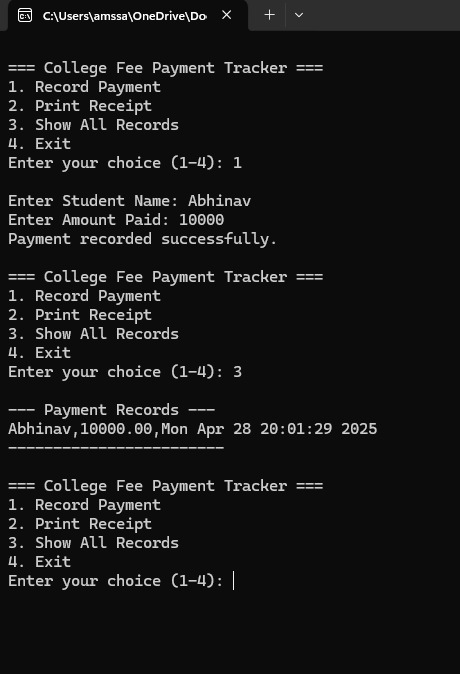 C:\Users\amssa\OneDrive\Do
=== College Fee Payment Tracker ===
1. Record Payment
2. Print Receipt
3. Show All Records
4. Exit
Enter your choice (1-4): 1
Enter Student Name: Abhinav
Enter Amount Paid: 10000
Payment recorded successfully.
=== College Fee Payment Tracker ===
1. Record Payment
2. Print Receipt
3. Show All Records
4. Exit
Enter your choice (1-4): 3
--- Payment Records ---
Abhinav,10000.00,Mon Apr 28 20:01:29 2025
------------------------
=== College Fee Payment Tracker ===
1. Record Payment
2. Print Receipt
3. Show All Records
4. Exit
Enter your choice (1-4):